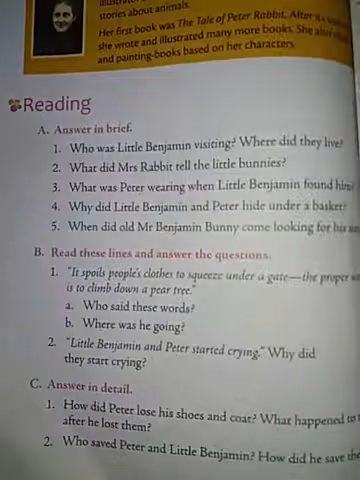 stories about animals.
Her first book was The Tale of Peter Rabbit. After its
she wrote and illustrated many more books. She also
and painting-books based on her characters.
Reading
A. Answer in brief.
1. Who was Little Benjamin visiting? Where did they live?
2. What did Mrs Rabbit tell the little bunnies?
3. What was Peter wearing when Little Benjamin found him?
4. Why did Little Benjamin and Peter hide under a basket?
5. When did old Mr Benjamin Bunny come looking for his
B. Read these lines and answer the questions.
1. "It spoils people's clothes to squeeze under a gate—the proper
is to climb down a pear tree."
a. Who said these words?
b. Where was he going?
2. "Little Benjamin and Peter started crying." Why did
they start crying?
C. Answer in detail.
1. How did Peter lose his shoes and coat? What happened to
after he lost them?
2. Who saved Peter and Little Benjamin? How did he save